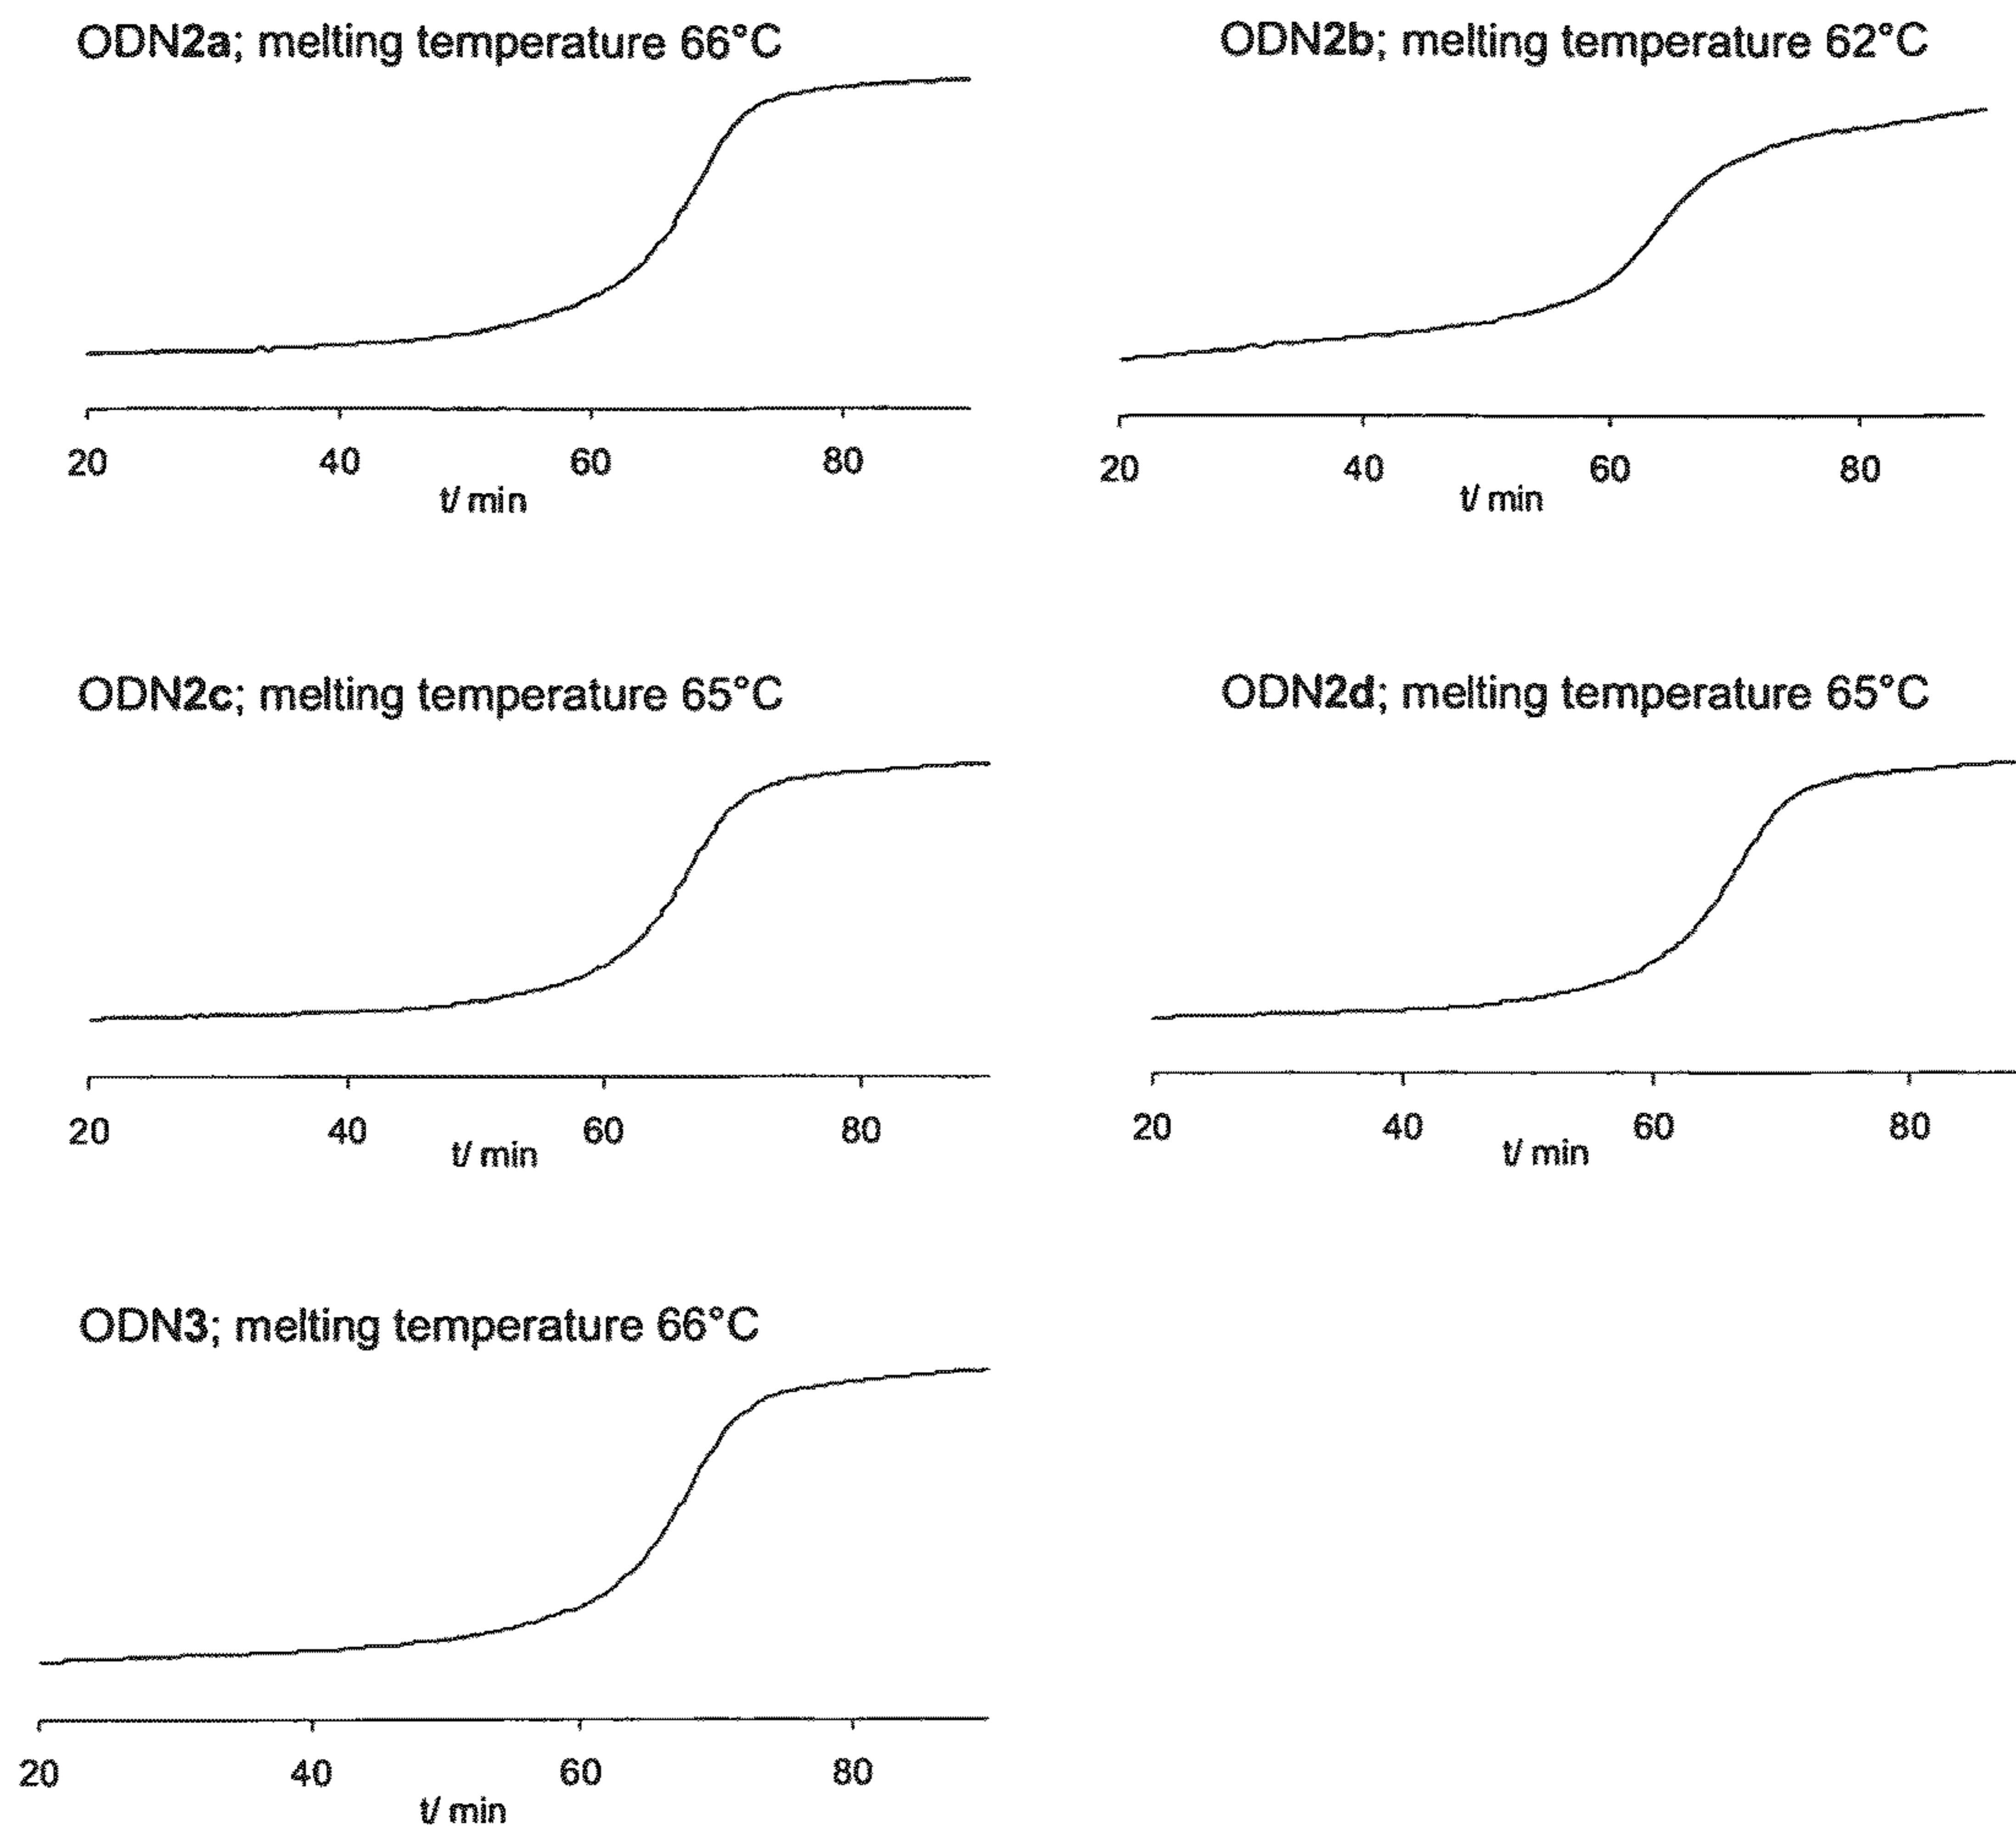 ODN2a; melting temperature 66°C
20 40 60 80
t/ min
ODN2b; melting temperature 62°C
20 40 60 80
t/ min
ODN2c; melting temperature 65°C
20 40 60 80
t/ min
ODN2d; melting temperature 65°C
20 40 60 80
t/ min
ODN3; melting temperature 66°C
20 40 60 80
t/ min